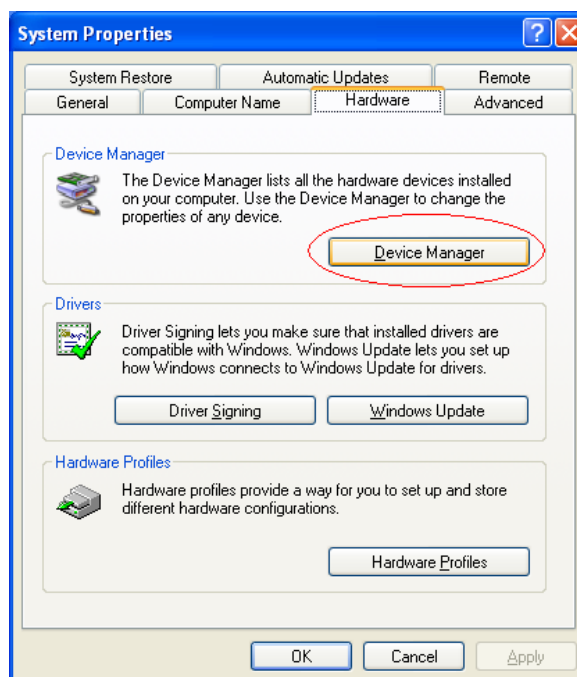 System Properties
System Restore Automatic Updates Remote
General Computer Name Hardware Advanced
Device Manager
The Device Manager lists all the hardware devices installed
on your computer. Use the Device Manager to change the
properties of any device.
Device Manager
Drivers
Driver Signing lets you make sure that installed drivers are
compatible with Windows. Windows Update lets you set up
how Windows connects to Windows Update for drivers.
Driver Signing Windows Update
Hardware Profiles
Hardware profiles provide a way for you to set up and store
different hardware configurations.
Hardware Profiles
OK Cancel Apply